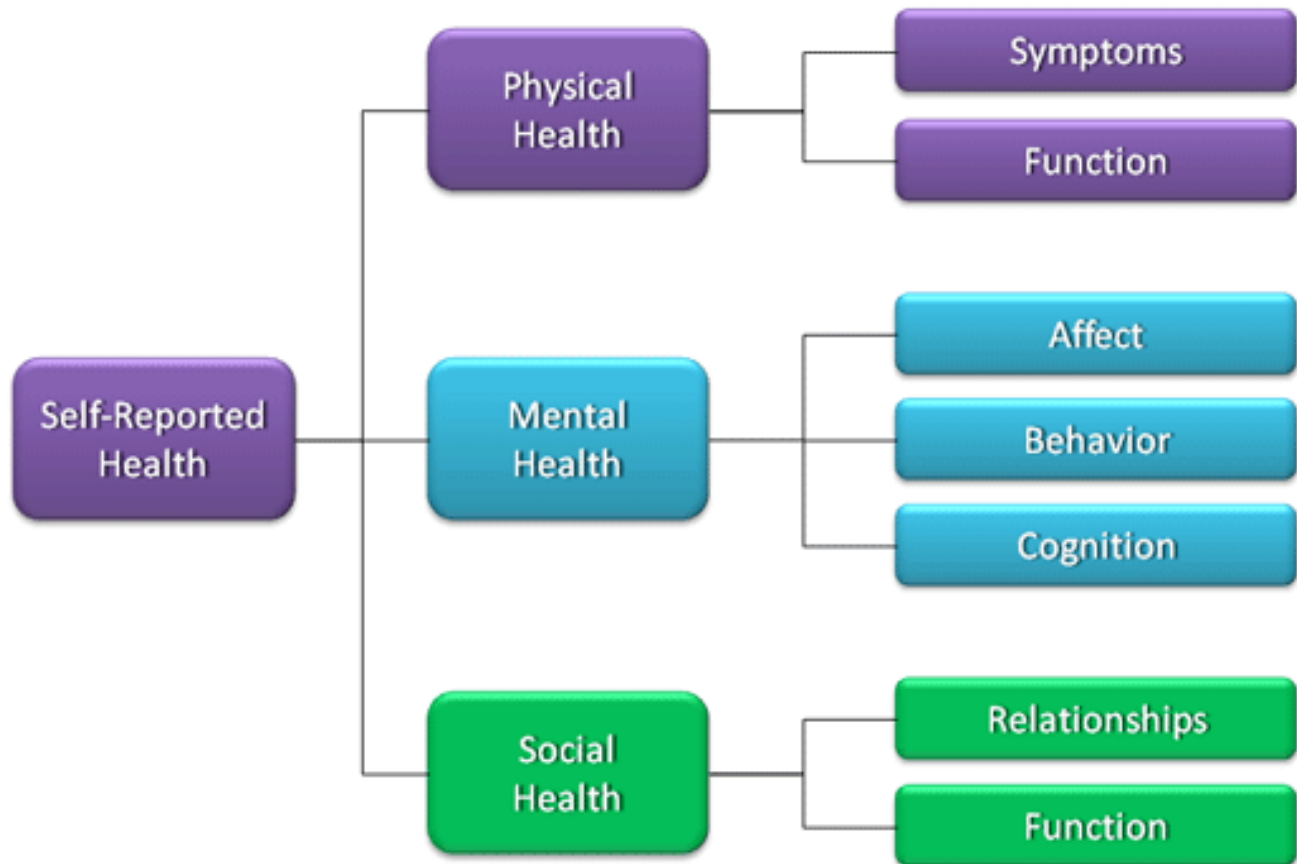 Self-Reported
Health
Physical
Health
Symptoms
Function
Mental
Health
Affect
Behavior
Cognition
Social
Health
Relationships
Function